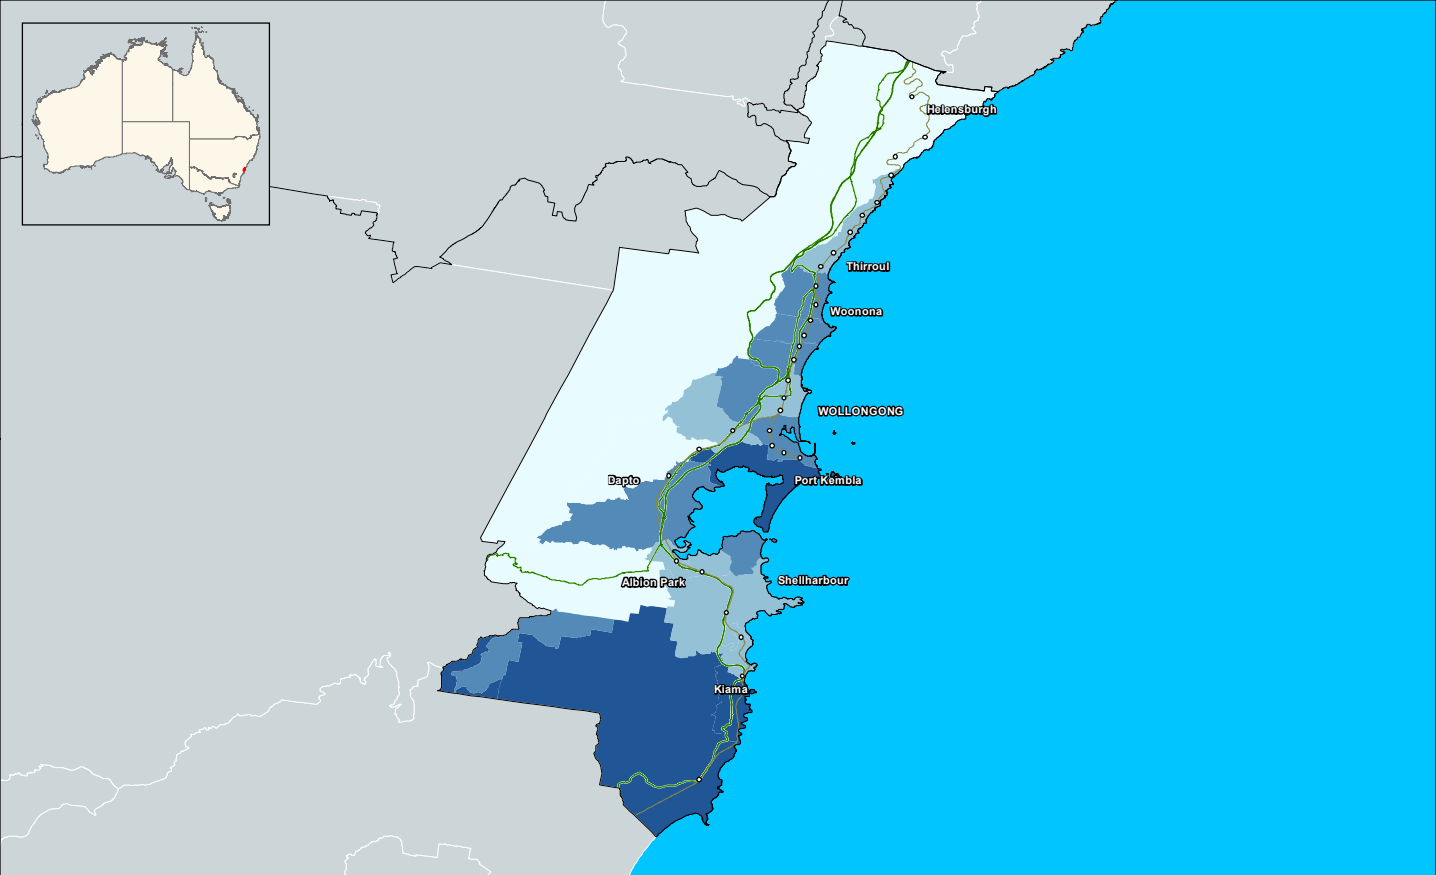 Helensburgh
Thirroul
Woonona
WOLLONGONG
Dapto
Port Kembla
Albion Park
Shellharbour
Kiama